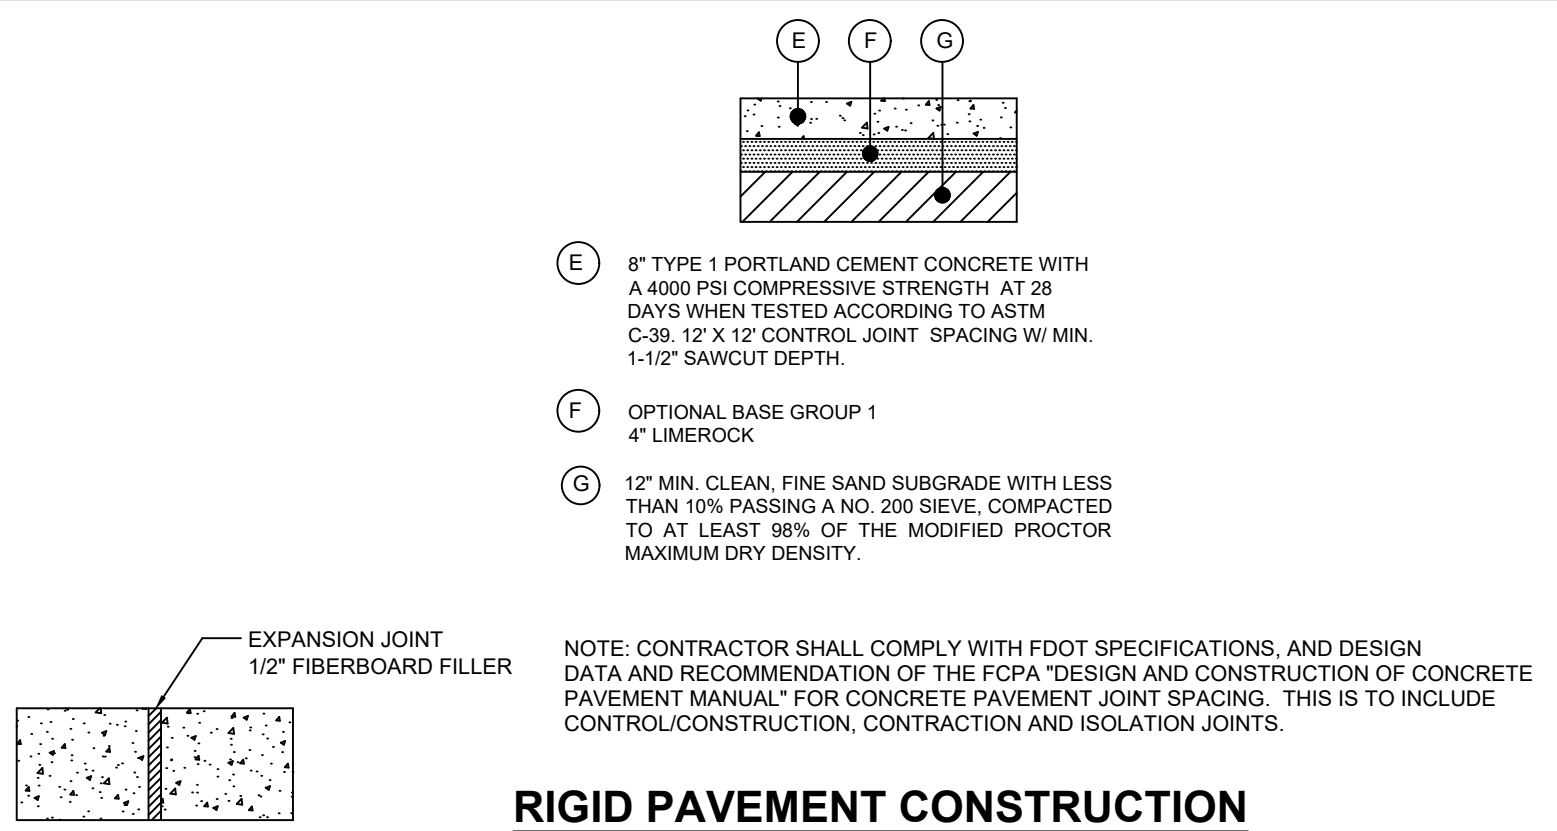 E F G
E 8" TYPE 1 PORTLAND CEMENT CONCRETE WITH
A 4000 PSI COMPRESSIVE STRENGTH AT 28
DAYS WHEN TESTED ACCORDING TO ASTM
C-39. 12' X 12' CONTROL JOINT SPACING W/ MIN.
1-1/2" SAWCUT DEPTH.
F OPTIONAL BASE GROUP 1
4" LIMEROCK
G 12" MIN. CLEAN, FINE SAND SUBGRADE WITH LESS
THAN 10% PASSING A NO. 200 SIEVE, COMPACTED
TO AT LEAST 98% OF THE MODIFIED PROCTOR
MAXIMUM DRY DENSITY.
EXPANSION JOINT
1/2" FIBERBOARD FILLER
NOTE: CONTRACTOR SHALL COMPLY WITH FDOT SPECIFICATIONS, AND DESIGN
DATA AND RECOMMENDATION OF THE FCPA "DESIGN AND CONSTRUCTION OF CONCRETE
PAVEMENT MANUAL" FOR CONCRETE PAVEMENT JOINT SPACING. THIS IS TO INCLUDE
CONTROL/CONSTRUCTION, CONTRACTION AND ISOLATION JOINTS.
RIGID PAVEMENT CONSTRUCTION